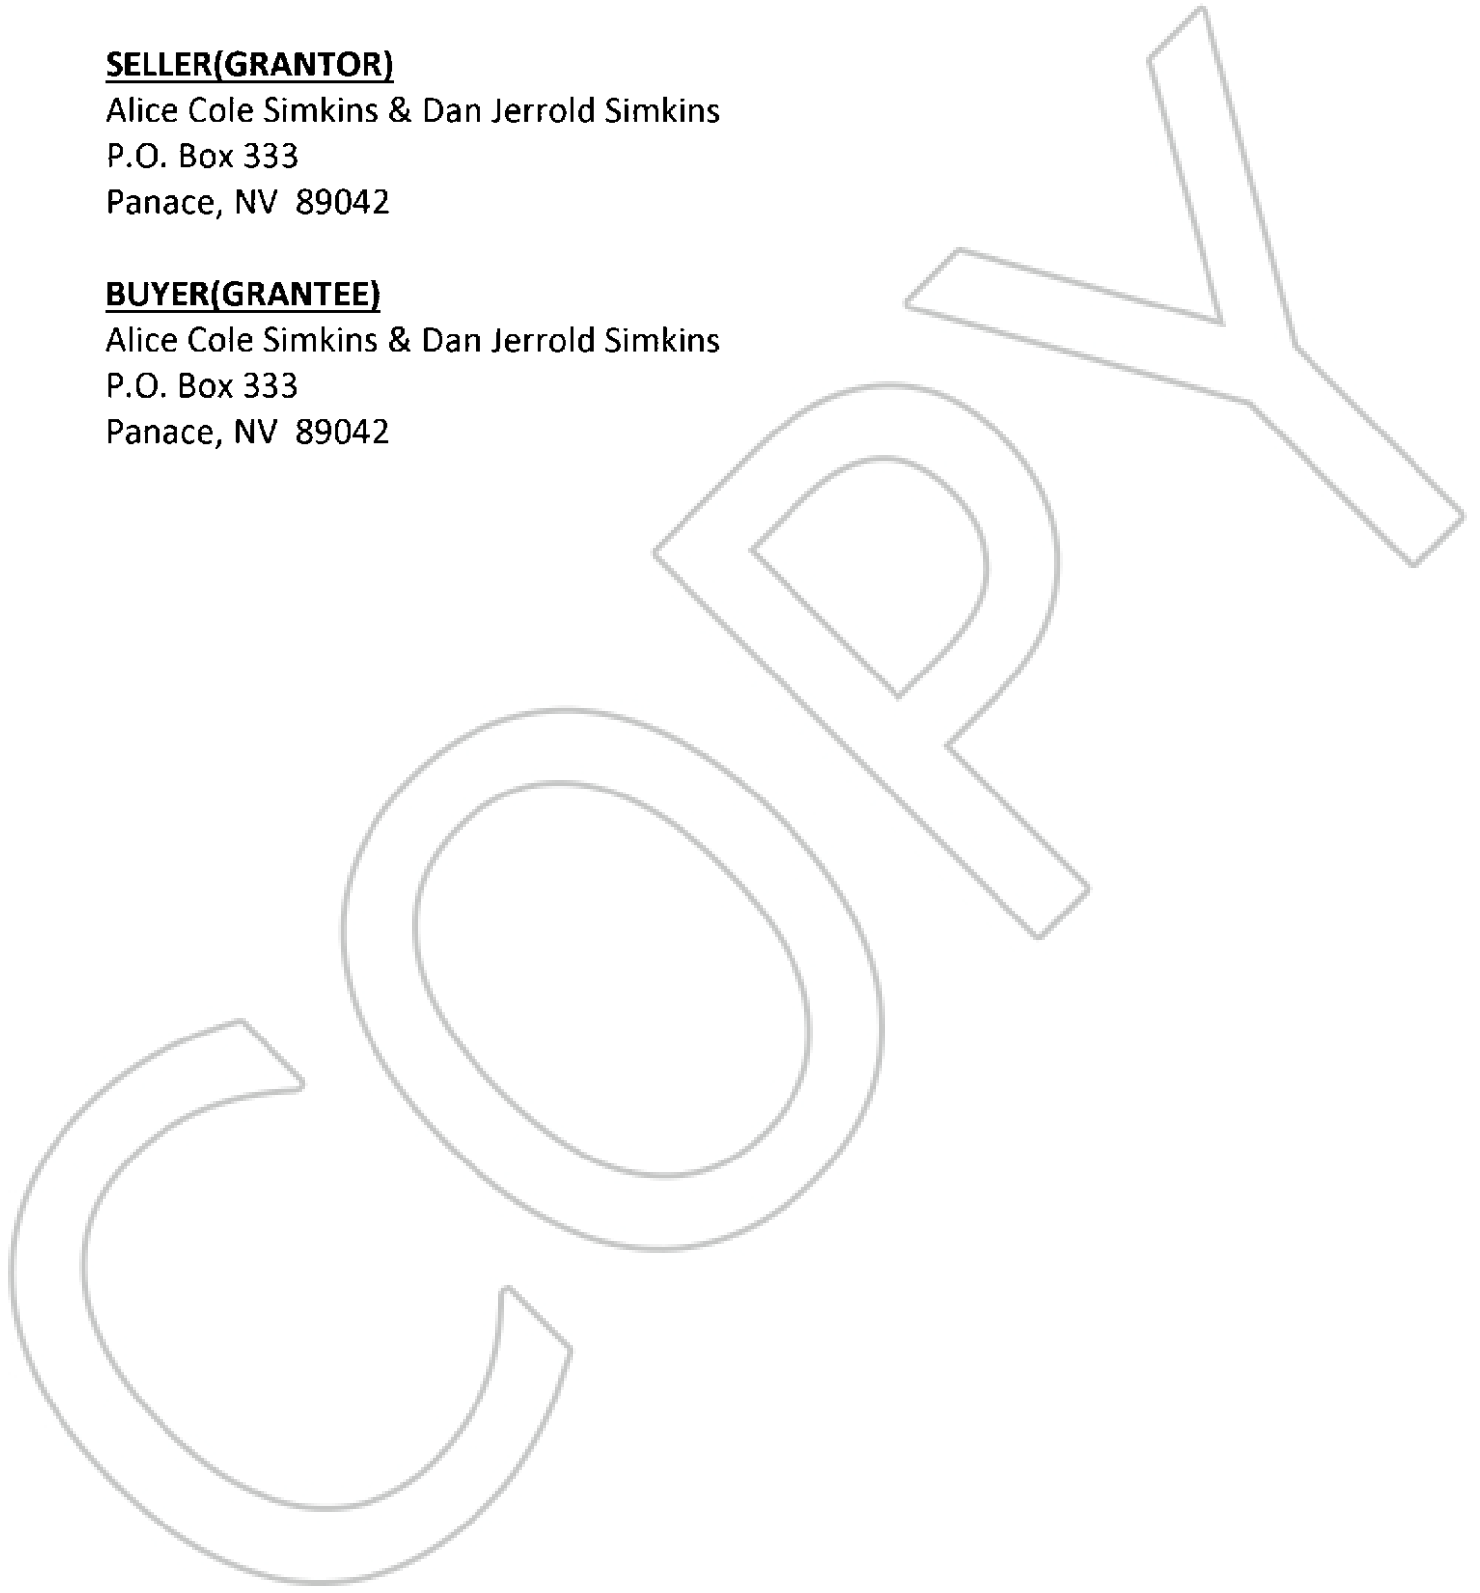 SELLER(GRANTOR)
Alice Cole Simkins & Dan Jerrold Simkins
P.O. Box 333
Panace, NV  89042
BUYER(GRANTEE)
Alice Cole Simkins & Dan Jerrold Simkins
P.O. Box 333
Panace, NV  89042
COPY